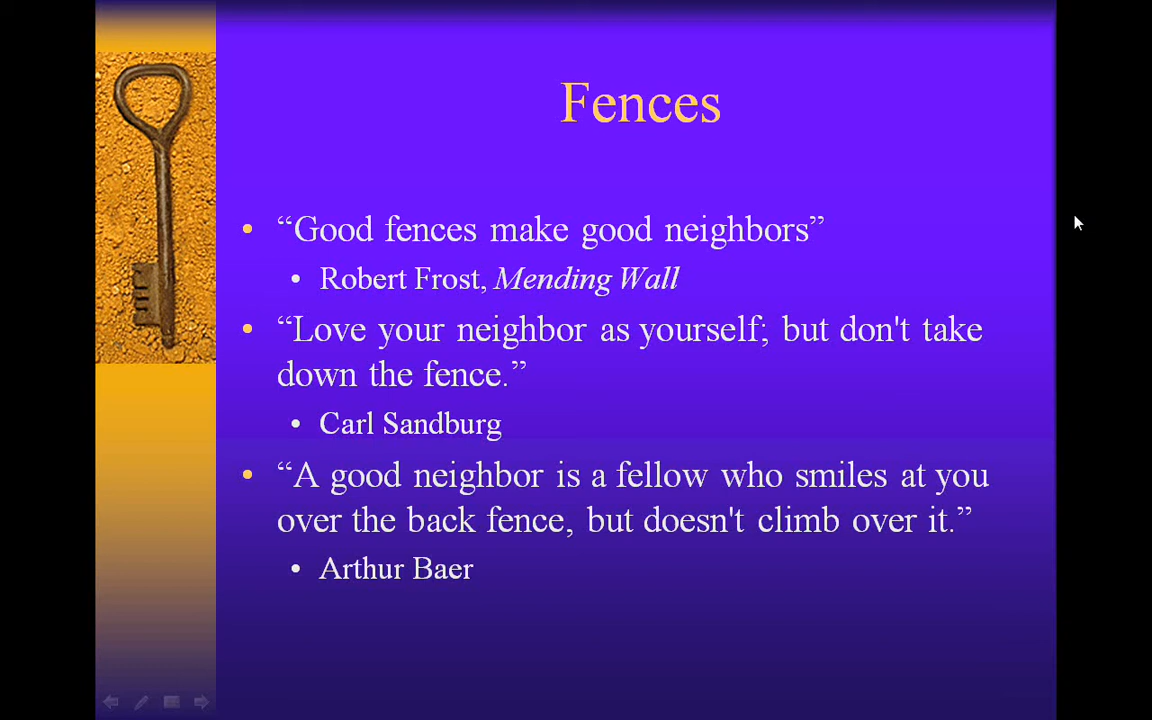 Fences
• “Good fences make good neighbors”
• Robert Frost, Mending Wall
• “Love your neighbor as yourself; but don't take
down the fence.”
• Carl Sandburg
• “A good neighbor is a fellow who smiles at you
over the back fence, but doesn't climb over it.”
• Arthur Baer